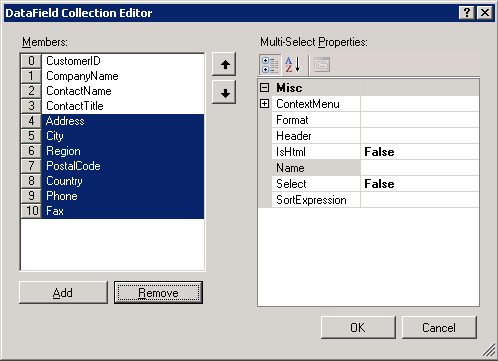 DataField Collection Editor
Members:
0 CustomerID
1 CompanyName
2 ContactName
3 ContactTitle
4 Address
5 City
6 Region
7 PostalCode
8 Country
9 Phone
10 Fax
Add Remove
Multi-Select Properties:
Misc
ContextMenu
Format
Header
IsHtml False
Name
Select False
SortExpression
OK Cancel